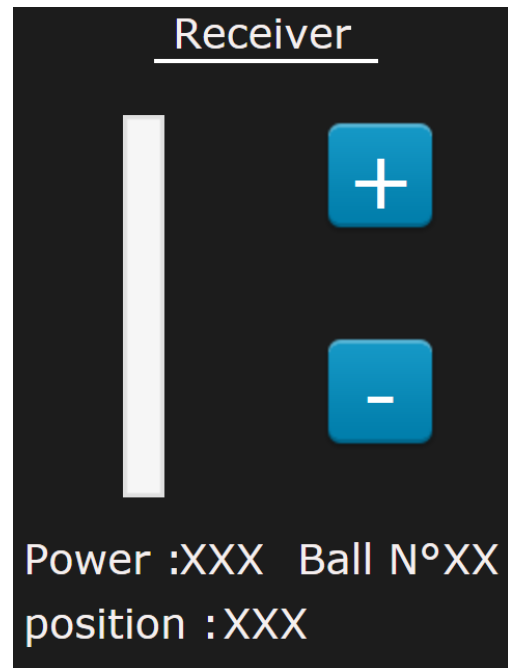 Receiver
+
-
Power :XXX Ball N°XX
position :XXX